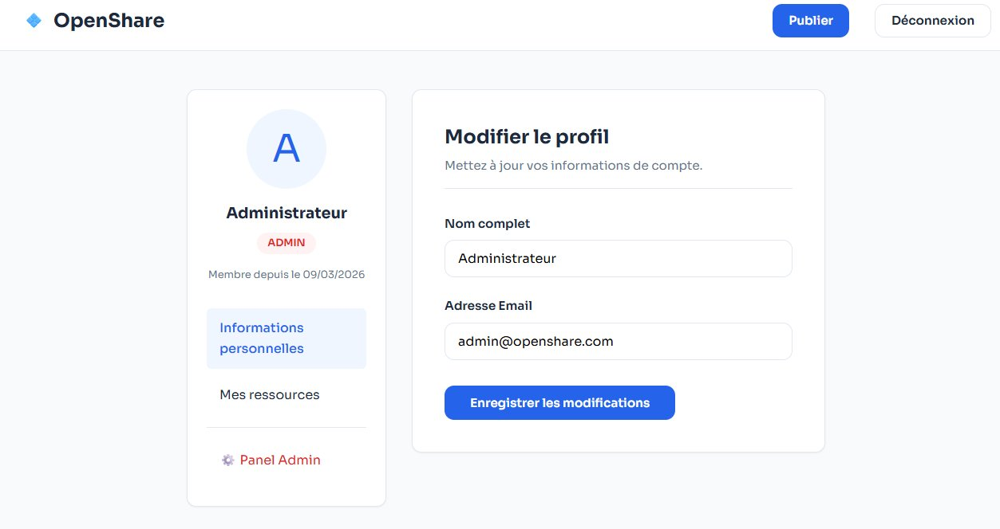 OpenShare
Publier
Déconnexion
A
Administrateur
ADMIN
Membre depuis le 09/03/2026
Informations
personnelles
Mes ressources
Panel Admin
Modifier le profil
Mettez à jour vos informations de compte.
Nom complet
Administrateur
Adresse Email
admin@openshare.com
Enregistrer les modifications